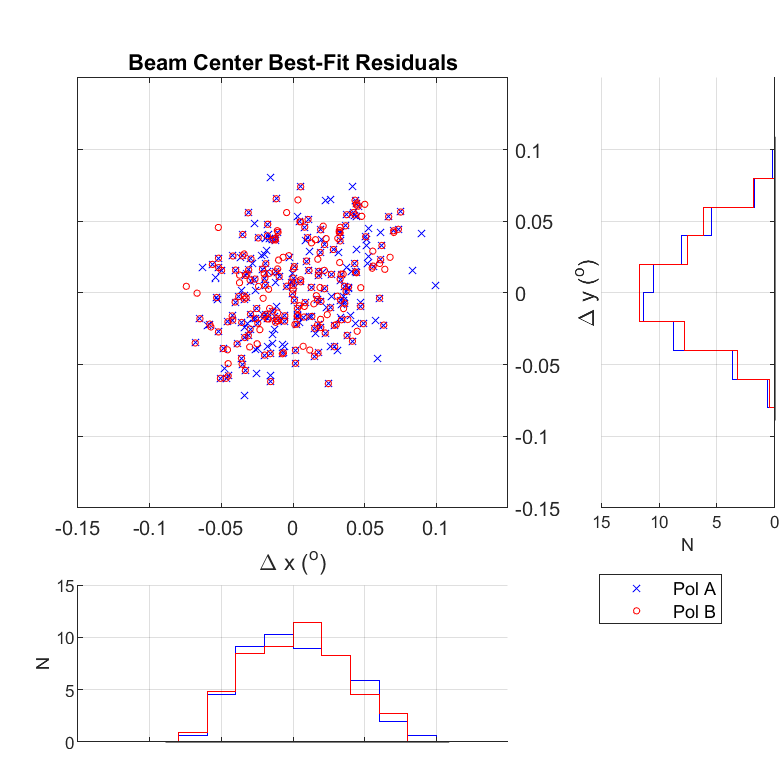 Beam Center Best-Fit Residuals
0.1
0.05
0
-0.05
-0.1
-0.15
-0.15 -0.1 -0.05 0 0.05 0.1
Δ x (o)
Δ y (o)
15 10 5 0
N
Pol A
Pol B
15
10
5
0
N